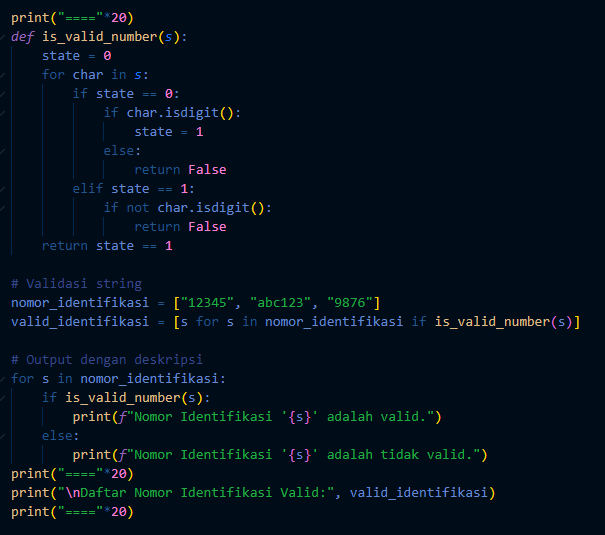 print("===="*20)
def is_valid_number(s):
    state = 0
    for char in s:
        if state == 0:
            if char.isdigit():
                state = 1
            else:
                return False
        elif state == 1:
            if not char.isdigit():
                return False
    return state == 1

# Validasi string
nomor_identifikasi = ["12345", "abc123", "9876"]
valid_identifikasi = [s for s in nomor_identifikasi if is_valid_number(s)]

# Output dengan deskripsi
for s in nomor_identifikasi:
    if is_valid_number(s):
        print(f"Nomor Identifikasi '{s}' adalah valid.")
    else:
        print(f"Nomor Identifikasi '{s}' adalah tidak valid.")
print("===="*20)
print("\nDaftar Nomor Identifikasi Valid:", valid_identifikasi)
print("===="*20)